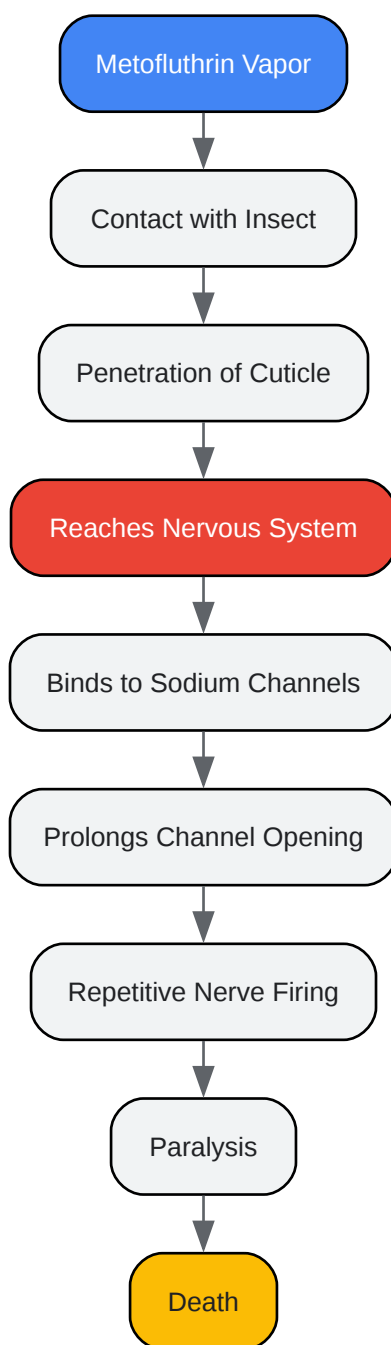 Metofluthrin Vapor
Contact with Insect
Penetration of Cuticle
Reaches Nervous System
Binds to Sodium Channels
Prolongs Channel Opening
Repetitive Nerve Firing
Paralysis
Death